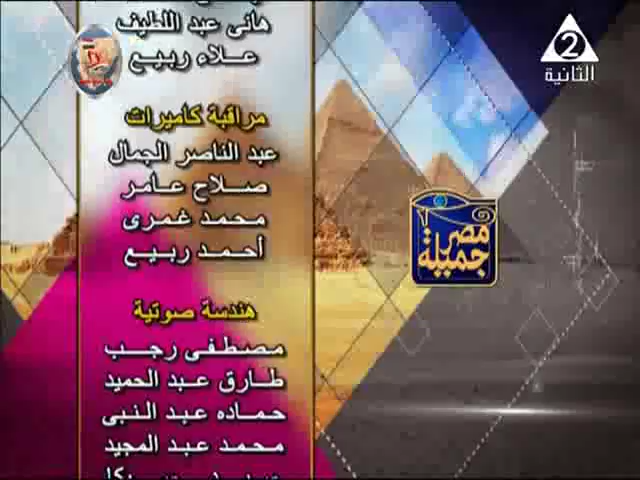 هانى عبد اللطيف
علاء ربيع
مراقبة كاميرات
عبد الناصر الجمال
صلاح عامر
محمد غمرى
أحمد ربيع
هندسة صوتية
مصطفى رجب
طارق عبد الحميد
حماده عبد النبى
محمد عبد المجيد
2
الثانية
مصر
جميلة